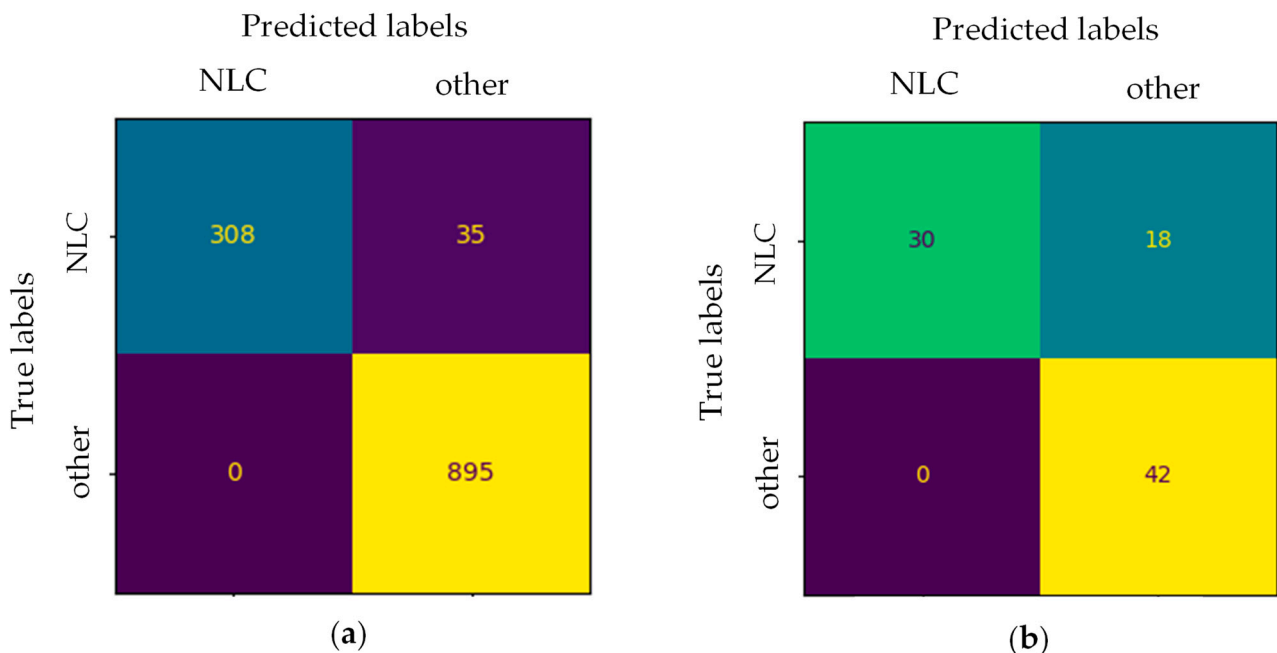 Predicted labels
NLC other
True labels
NLC
308 35
other
0 895
(a)
Predicted labels
NLC other
True labels
NLC
30 18
other
0 42
(b)